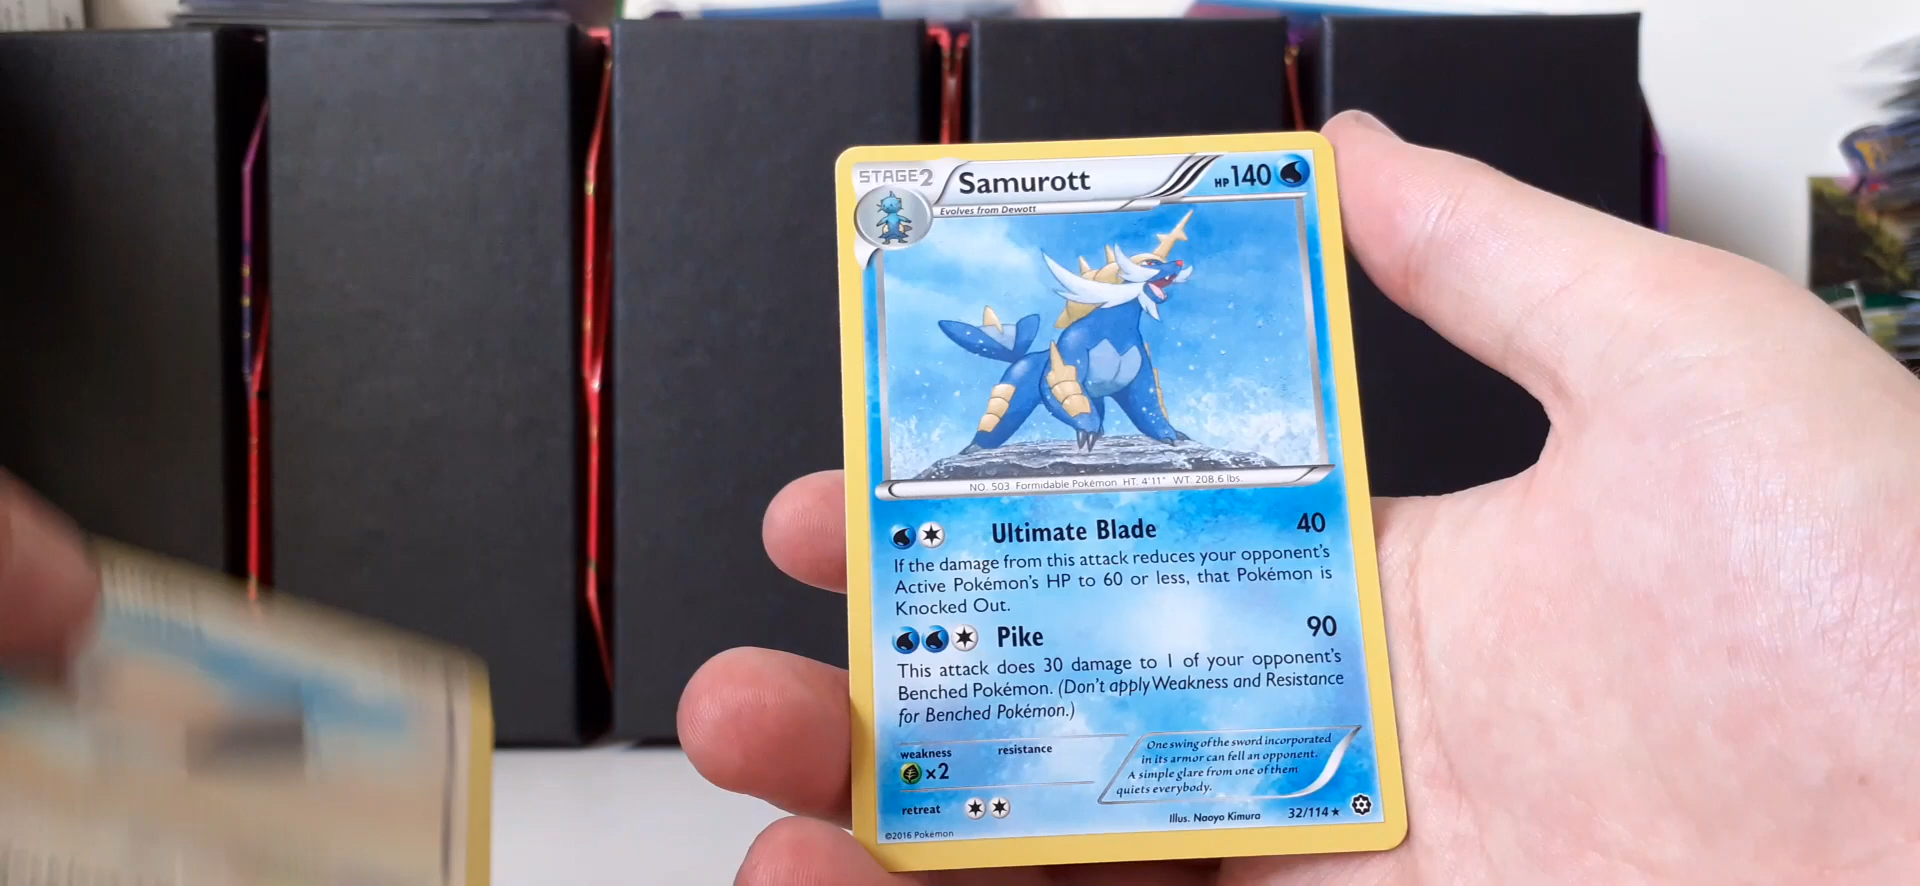 STAGE2
Samurott
HP140
Evolves from Dewott
NO. 503 Formidable Pokémon HT. 4'11" WT. 208.6 lbs.
Ultimate Blade 40
If the damage from this attack reduces your opponent's
Active Pokémon's HP to 60 or less, that Pokémon is
Knocked Out.
Pike 90
This attack does 30 damage to 1 of your opponent's
Benched Pokémon. (Don't apply Weakness and Resistance
for Benched Pokémon.)
weakness
×2
resistance
One swing of the sword incorporated
in its armor can fell an opponent.
A simple glare from one of them
quiets everybody.
retreat
Illus. Naoyo Kimura
32/114★
©2016 Pokémon